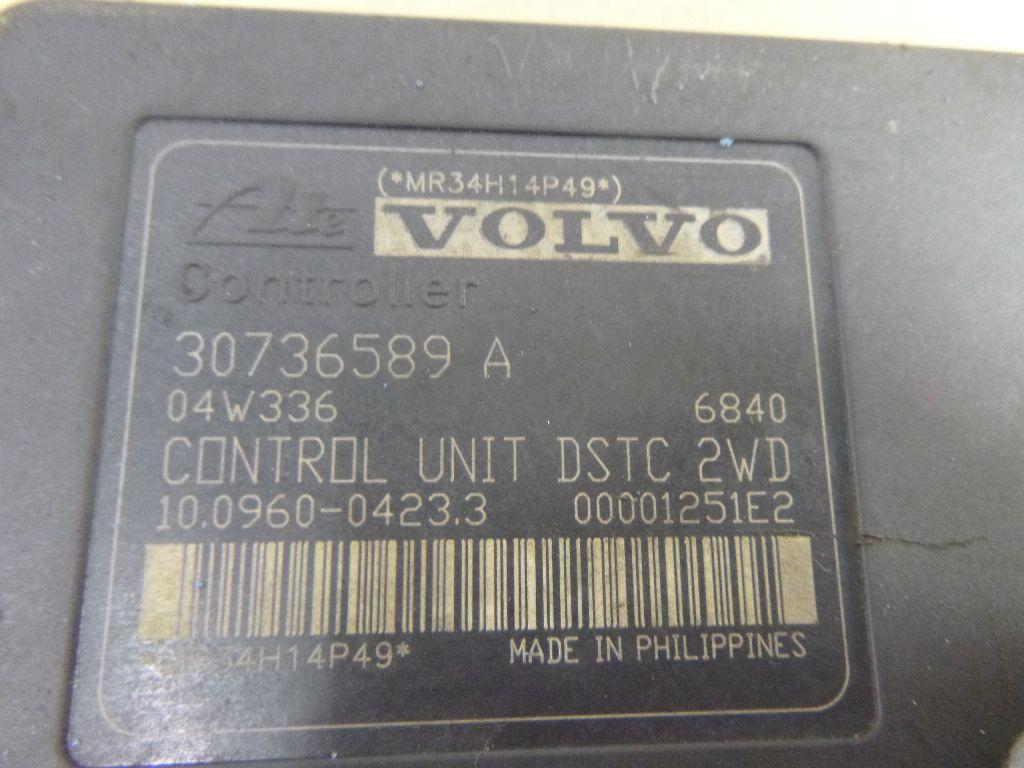 (*MR34H14P49*)
Ate VOLVO
Controller
30736589 A
04W336 6840
CONTROL UNIT DSTC 2WD
10.0960-0423.3 00001251E2
*MR34H14P49* MADE IN PHILIPPINES